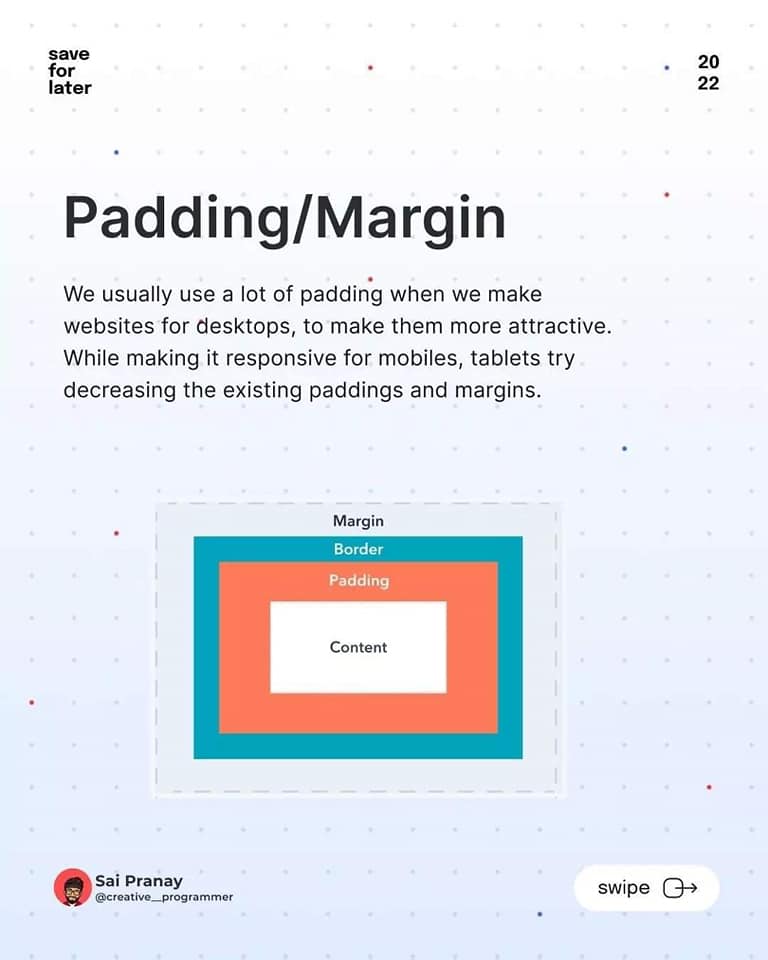 save
for
later
20
22
Padding/Margin
We usually use a lot of padding when we make
websites for desktops, to make them more attractive.
While making it responsive for mobiles, tablets try
decreasing the existing paddings and margins.
Margin
Border
Padding
Content
Sai Pranay
@creative__programmer
swipe